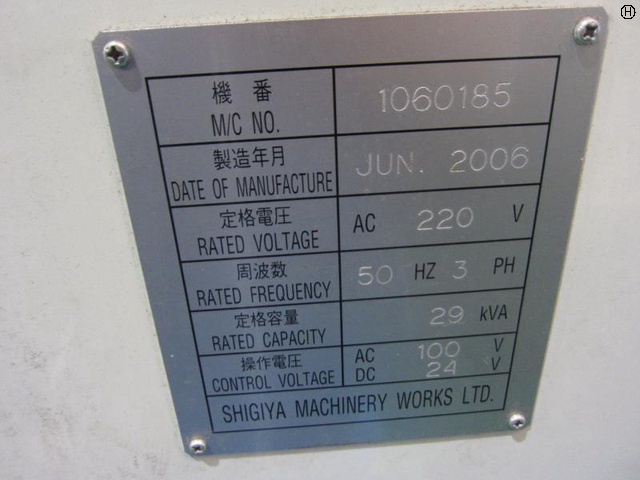 H
機番 1060185
M/C NO.
製造年月 JUN. 2006
DATE OF MANUFACTURE
定格電圧 AC 220 V
RATED VOLTAGE
周波数 50 HZ 3 PH
RATED FREQUENCY
定格容量 29 kVA
RATED CAPACITY
操作電圧 AC 100 V
CONTROL VOLTAGE DC 24 V
SHIGIYA MACHINERY WORKS LTD.